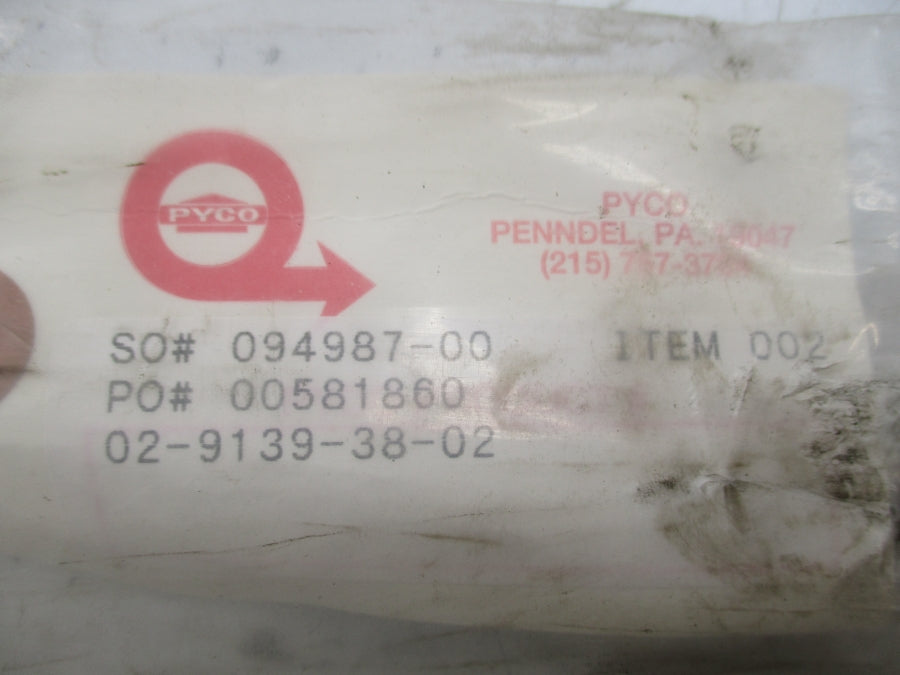 PYCO
PYCO
PENNDEL, PA.
(215)
SO# 094987-00 ITEM 002
PO# 00581860
02-9139-38-02